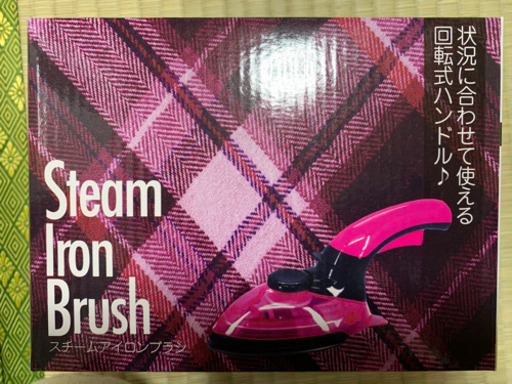 状況に合わせて使える
回転式ハンドル♪
Steam
Iron
Brush
スチームアイロンブラシ